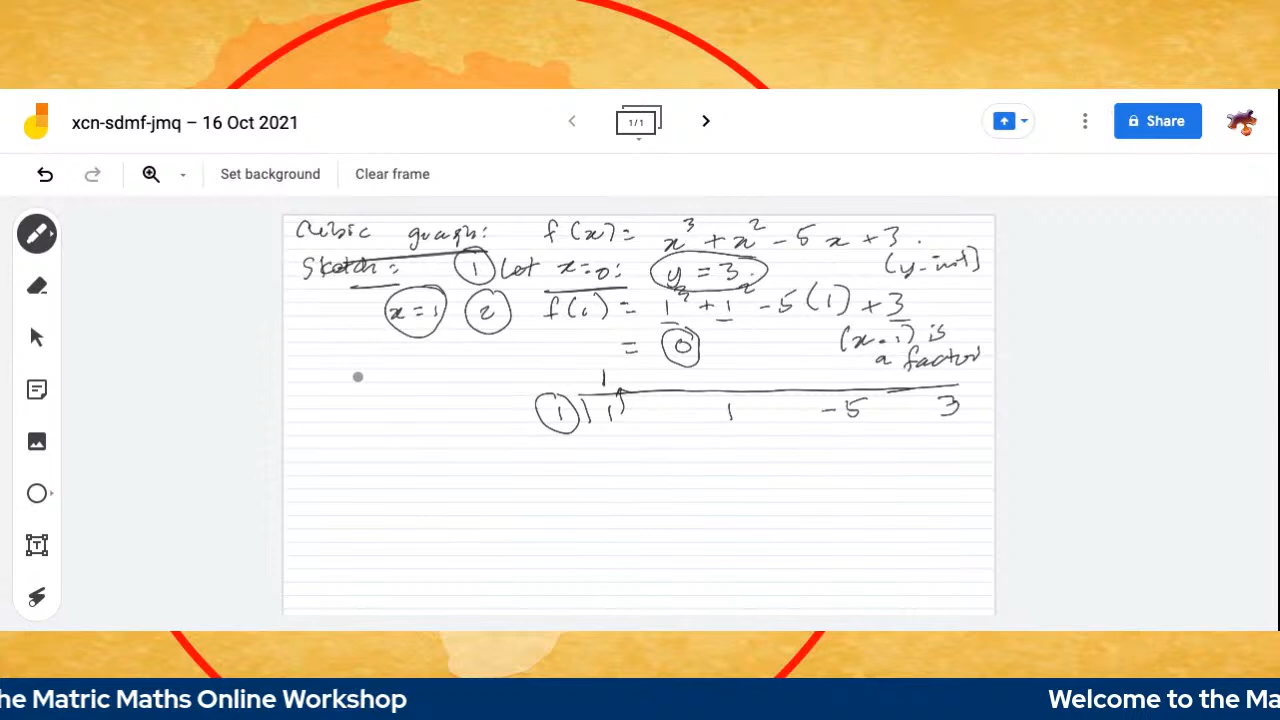 xcn-sdmf-jmq – 16 Oct 2021
1/1
Share
Set background
Clear frame
Cubic graph: f(x) = x³ + x² - 5x + 3.
Sketch: ① Let x=0: y = 3. (y-int)
x = 1 ② f(1) = 1³ + 1² - 5(1) + 3
= 0 (x-1) is
a factor
1
1 ) 1 1 -5 3
he Matric Maths Online Workshop
Welcome to the Ma